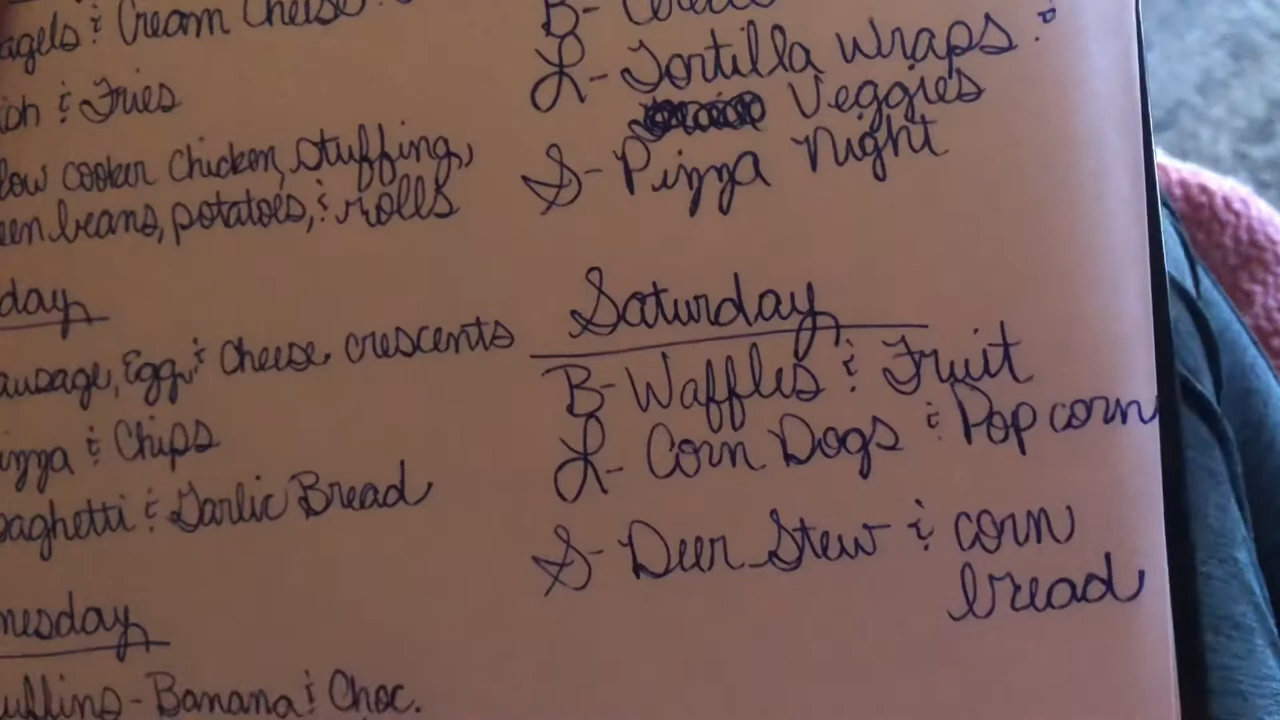 agels & Cream Cheese
ish & Fries
low cooker chicken, stuffing,
een beans, potatoes, & rolls
day
ausage, Egg, & cheese crescents
izza & Chips
paghetti & Garlic Bread
nesday
uffins - Banana & Choc.
B- Cereal
L- Tortilla wraps &
Veggies
S- Pizza Night
Saturday
B- Waffles & Fruit
L- Corn Dogs & Popcorn
S- Deer Stew & corn
bread